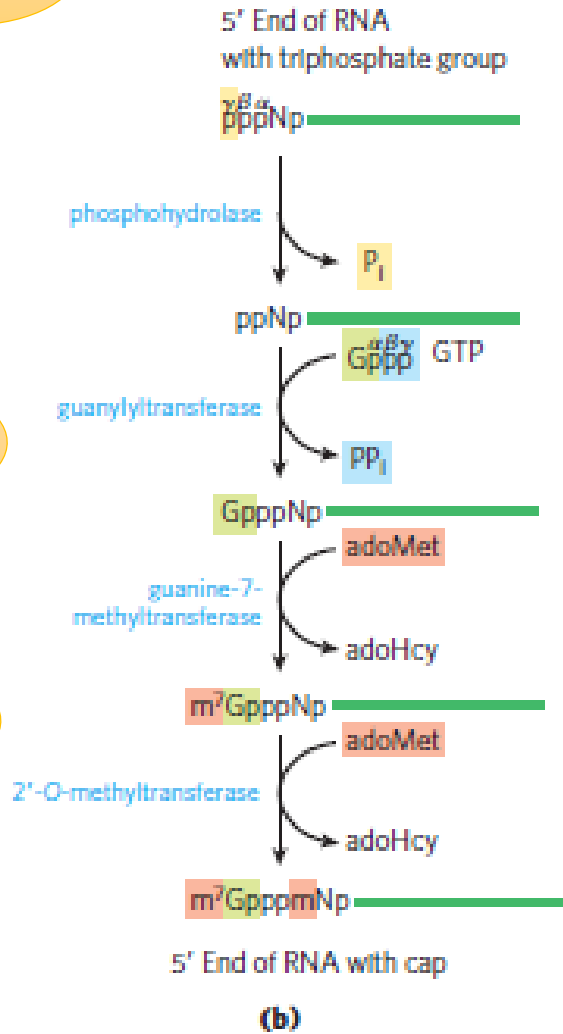 5′ End of RNA
with triphosphate group
γβα
pppNp
phosphohydrolase
Pi
ppNp
αβγ
Gppp GTP
guanylyltransferase
PPi
GpppNp
adoMet
guanine-7-
methyltransferase
adoHcy
m⁷GpppNp
adoMet
2′-O-methyltransferase
adoHcy
m⁷GpppmNp
5′ End of RNA with cap
(b)